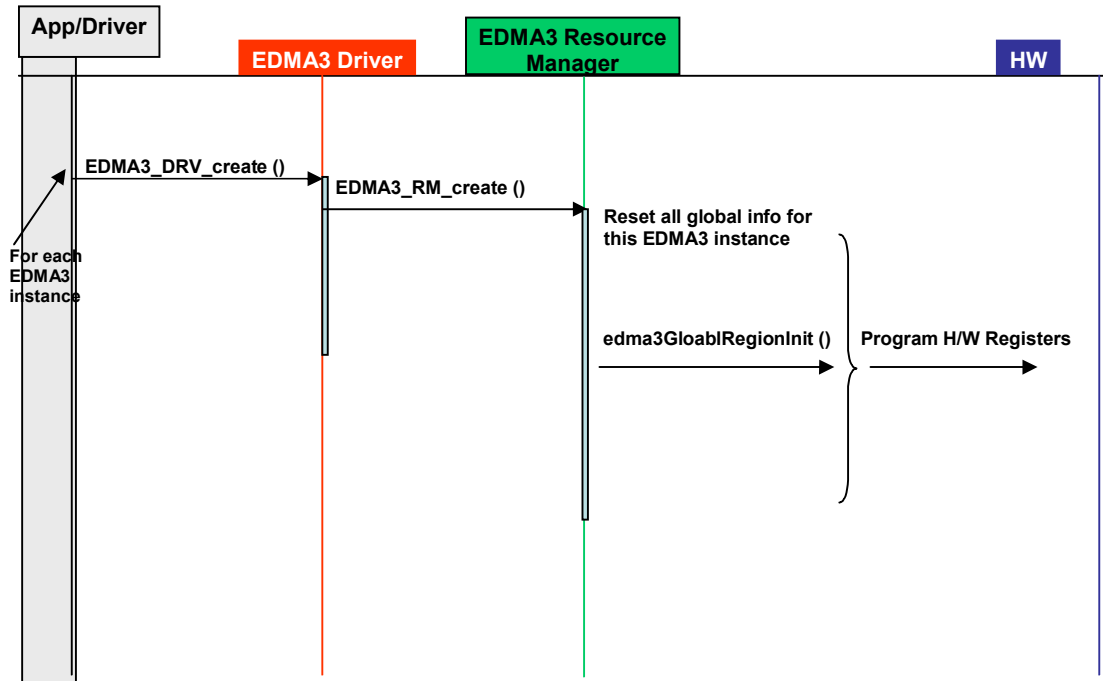 App/Driver
EDMA3 Driver
EDMA3 Resource
Manager
HW
EDMA3_DRV_create ()
EDMA3_RM_create ()
Reset all global info for
this EDMA3 instance
For each
EDMA3
instance
edma3GloablRegionInit ()
Program H/W Registers